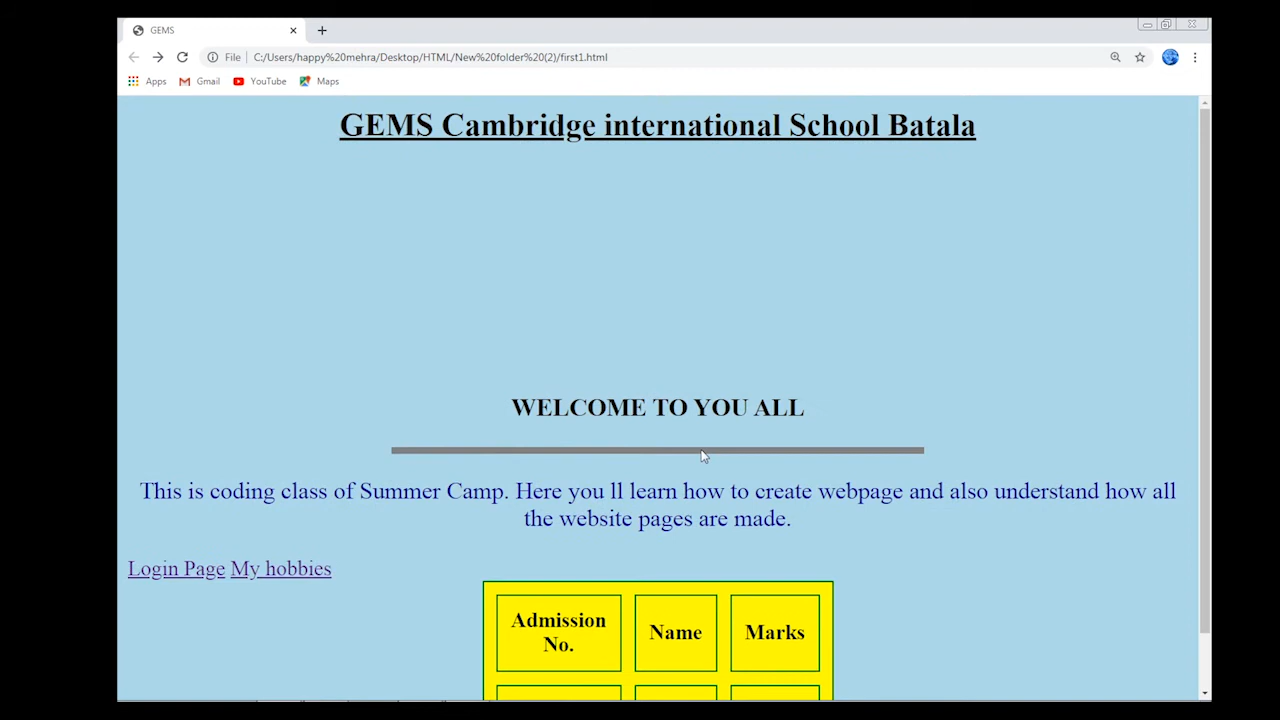 GEMS
File
C:/Users/happy%20mehra/Desktop/HTML/New%20folder%20(2)/first1.html
Apps Gmail YouTube Maps
GEMS Cambridge international School Batala
WELCOME TO YOU ALL
This is coding class of Summer Camp. Here you ll learn how to create webpage and also understand how all
the website pages are made.
Login Page My hobbies
Admission
No.
Name
Marks